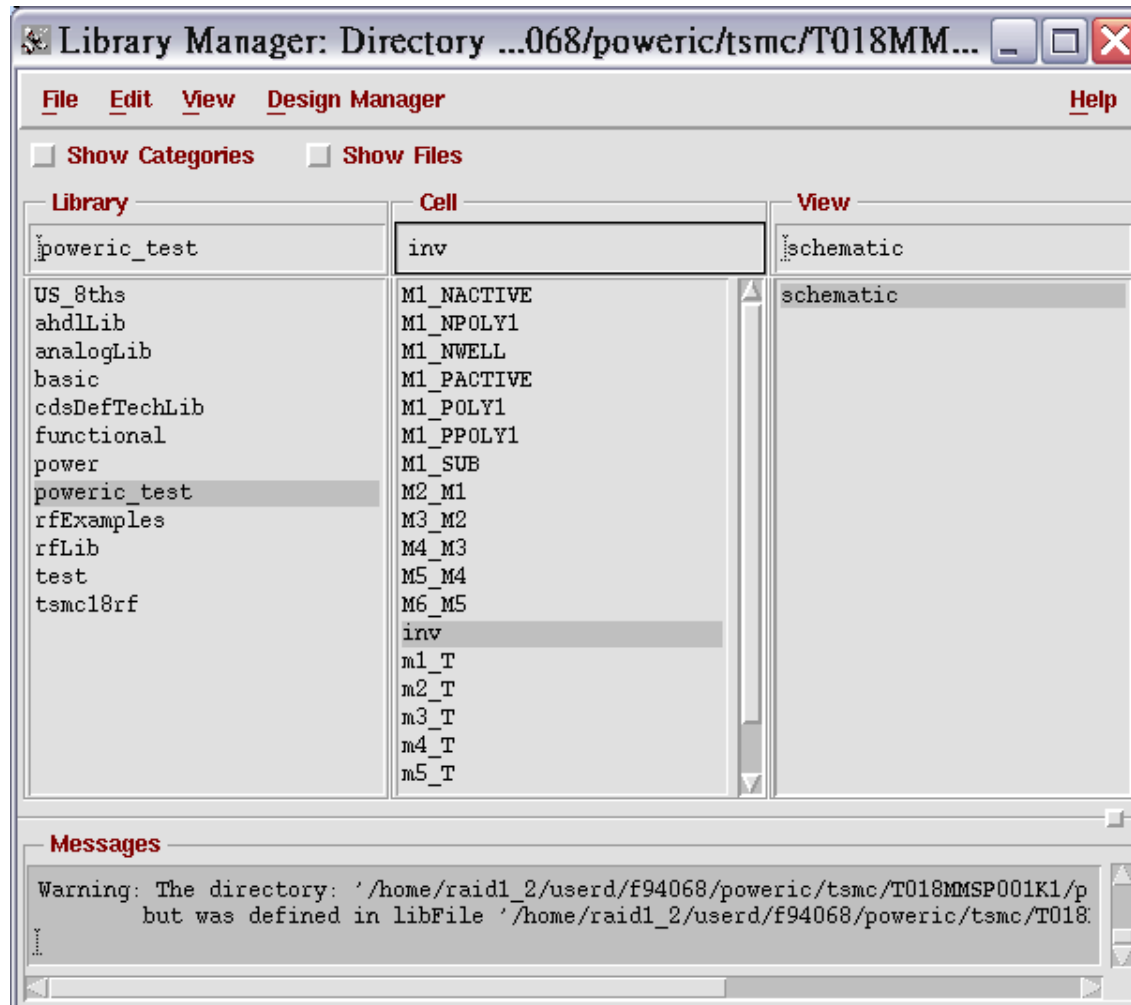 Library Manager: Directory ...068/poweric/tsmc/T018MM...
File Edit View Design Manager Help
Show Categories Show Files
Library
poweric_test
US_8ths
ahdlLib
analogLib
basic
cdsDefTechLib
functional
power
poweric_test
rfExamples
rfLib
test
tsmc18rf
Cell
inv
M1_NACTIVE
M1_NPOLY1
M1_NWELL
M1_PACTIVE
M1_POLY1
M1_PPOLY1
M1_SUB
M2_M1
M3_M2
M4_M3
M5_M4
M6_M5
inv
m1_T
m2_T
m3_T
m4_T
m5_T
View
schematic
schematic
Messages
Warning: The directory: '/home/raid1_2/userd/f94068/poweric/tsmc/T018MMSP001K1/p
but was defined in libFile '/home/raid1_2/userd/f94068/poweric/tsmc/T018